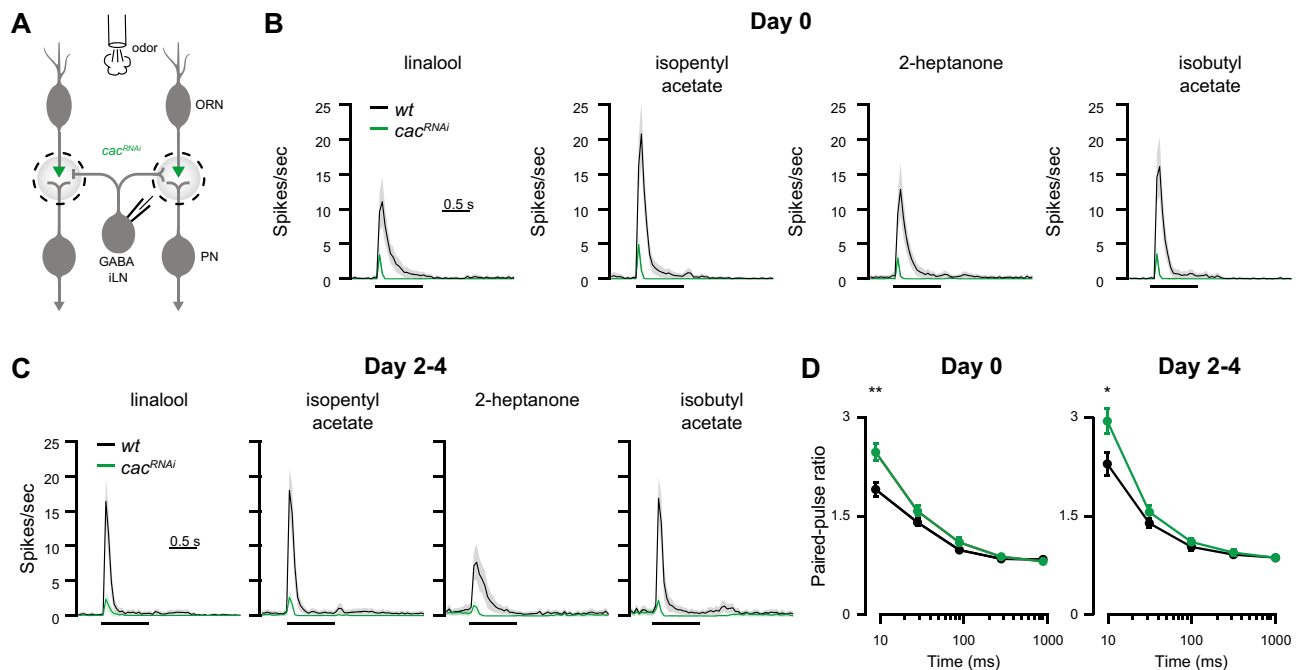 A
odor
ORN
cac^RNAi
GABA
iLN
PN
B
Day 0
linalool
isopentyl
acetate
2-heptanone
isobutyl
acetate
Spikes/sec
25
20
15
10
5
0
wt
cac^RNAi
0.5 s
Spikes/sec
25
20
15
10
5
0
Spikes/sec
25
20
15
10
5
0
Spikes/sec
25
20
15
10
5
0
C
Day 2-4
linalool
isopentyl
acetate
2-heptanone
isobutyl
acetate
Spikes/sec
25
20
15
10
5
0
wt
cac^RNAi
0.5 s
D
Day 0
Day 2-4
**
*
Paired-pulse ratio
3
1.5
0
10 100 1000
Time (ms)
3
1.5
0
10 100 1000
Time (ms)